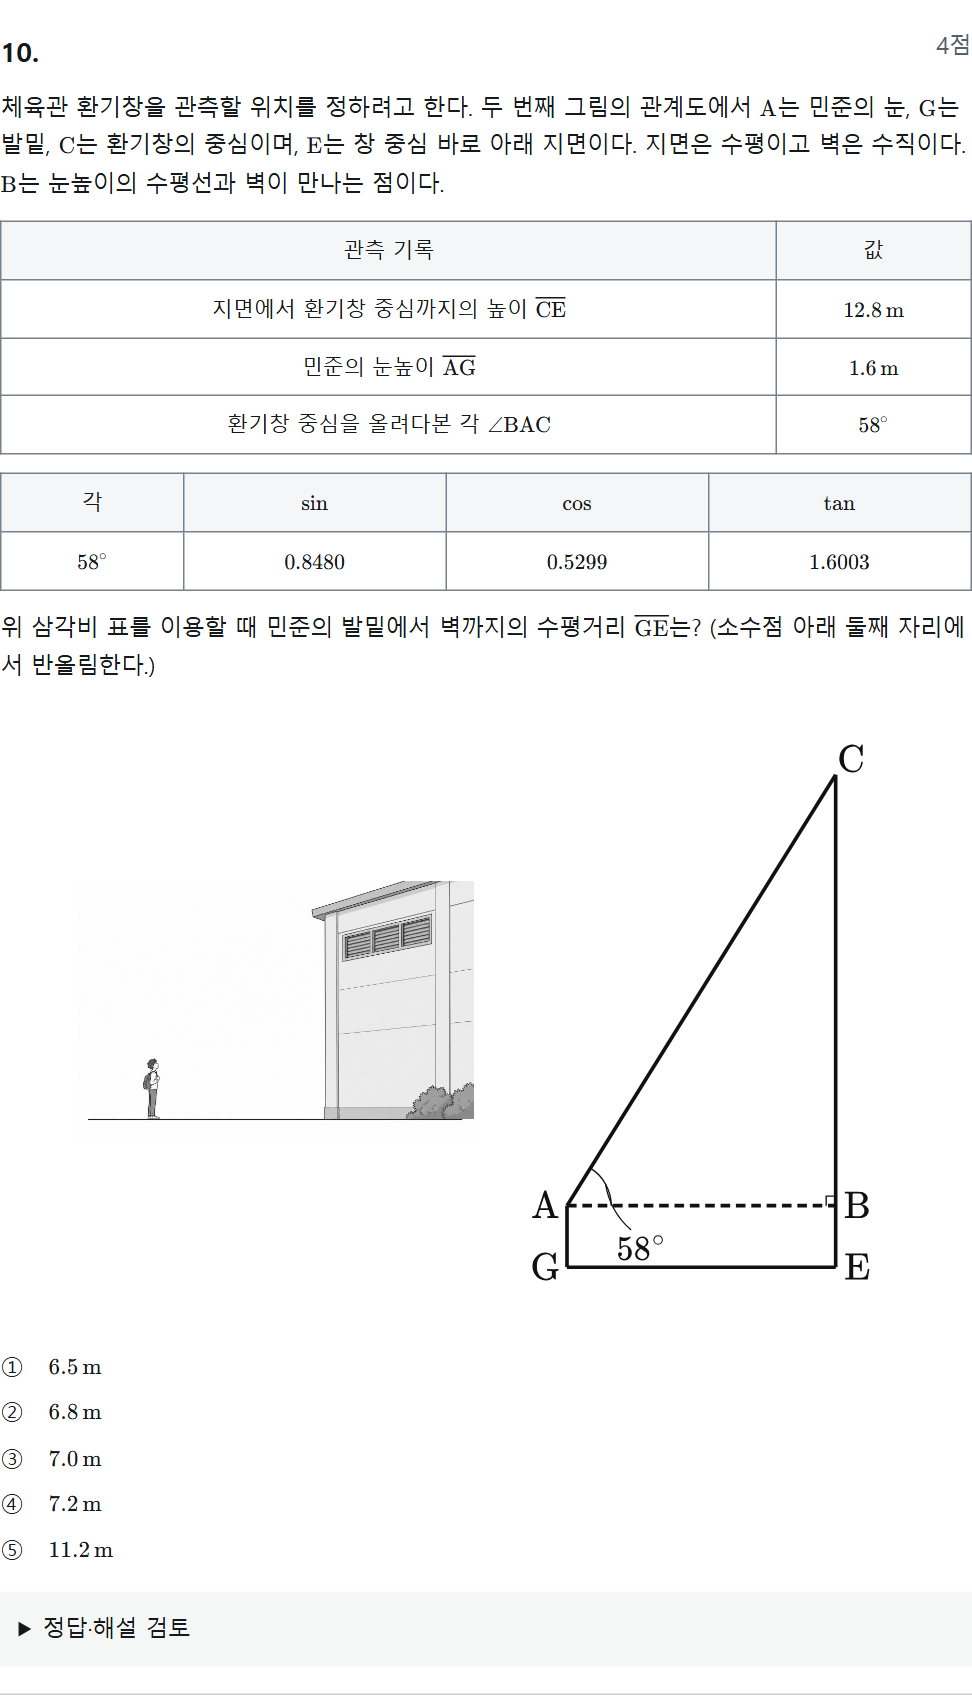 10.
4점
체육관 환기창을 관측할 위치를 정하려고 한다. 두 번째 그림의 관계도에서 A는 민준의 눈, G는
발밑, C는 환기창의 중심이며, E는 창 중심 바로 아래 지면이다. 지면은 수평이고 벽은 수직이다.
B는 눈높이의 수평선과 벽이 만나는 점이다.
관측 기록 값
지면에서 환기창 중심까지의 높이 C̅E̅ 12.8 m
민준의 눈높이 A̅G̅ 1.6 m
환기창 중심을 올려다본 각 ∠BAC 58°
각 sin cos tan
58° 0.8480 0.5299 1.6003
위 삼각비 표를 이용할 때 민준의 발밑에서 벽까지의 수평거리 G̅E̅는? (소수점 아래 둘째 자리에
서 반올림한다.)
C
A
B
58°
G
E
① 6.5 m
② 6.8 m
③ 7.0 m
④ 7.2 m
⑤ 11.2 m
▶ 정답·해설 검토